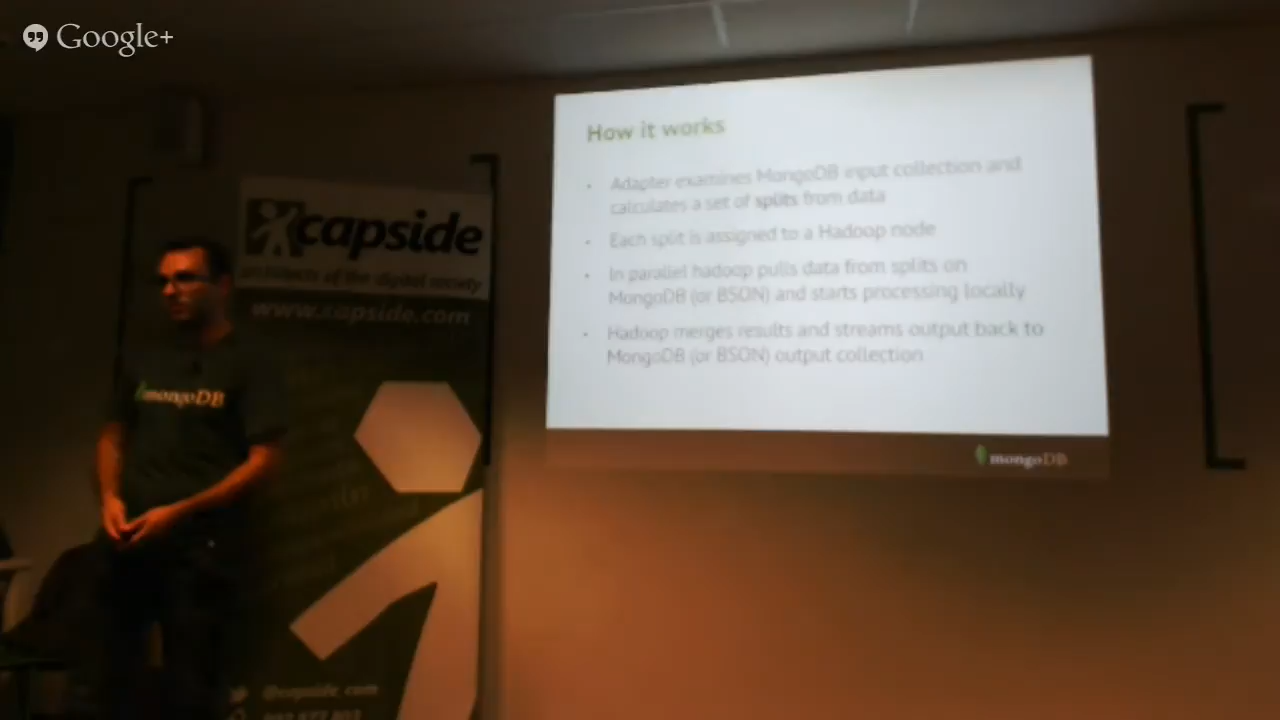 Google+
How it works
Adapter examines MongoDB input collection and
calculates a set of splits from data
Each split is assigned to a Hadoop node
In parallel hadoop pulls data from splits on
MongoDB (or BSON) and starts processing locally
Hadoop merges results and streams output back to
MongoDB (or BSON) output collection
mongoDB
capside
architects of the digital society
www.capside.com
mongoDB